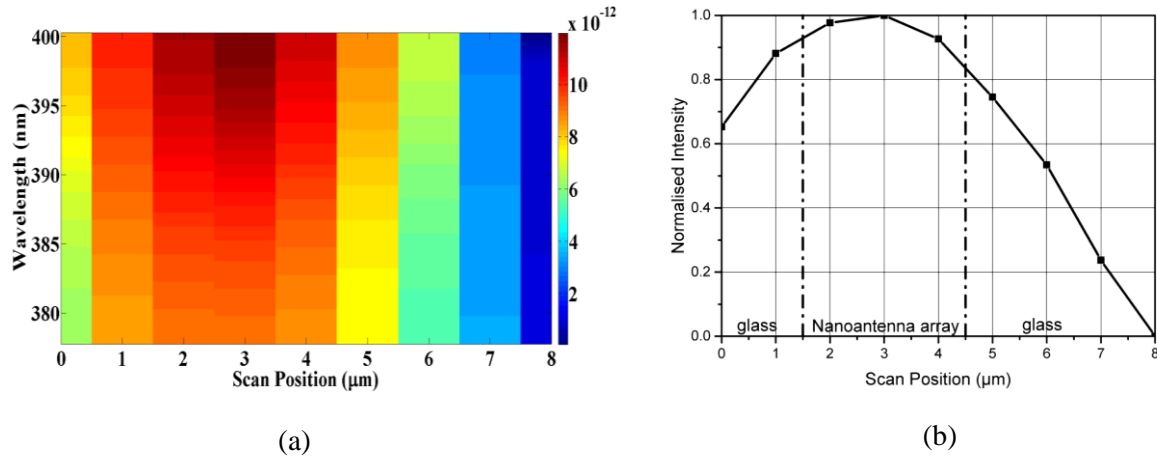 x 10^-12
400
395
390
385
380
Wavelength (nm)
0 1 2 3 4 5 6 7 8
Scan Position (μm)
10
8
6
4
2
(a)
(b)
1.0
0.8
0.6
0.4
0.2
0.0
Normalised Intensity
glass Nanoantenna array glass
0 1 2 3 4 5 6 7 8
Scan Position (μm)